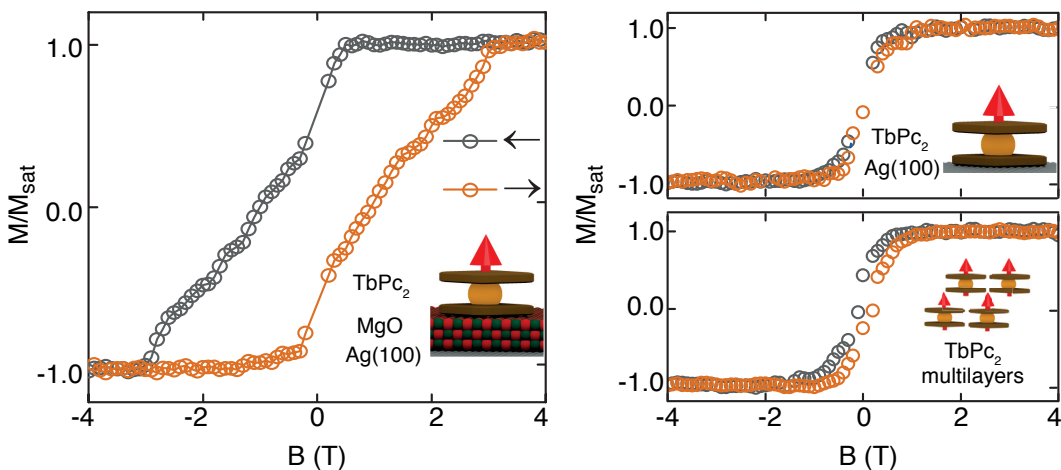 M/Msat
1.0
0.0
-1.0
← 
→
TbPc2
MgO
Ag(100)
-4
-2
0
2
4
B (T)
M/Msat
1.0
0.0
-1.0
TbPc2
Ag(100)
M/Msat
1.0
0.0
-1.0
TbPc2
multilayers
-4
-2
0
2
4
B (T)